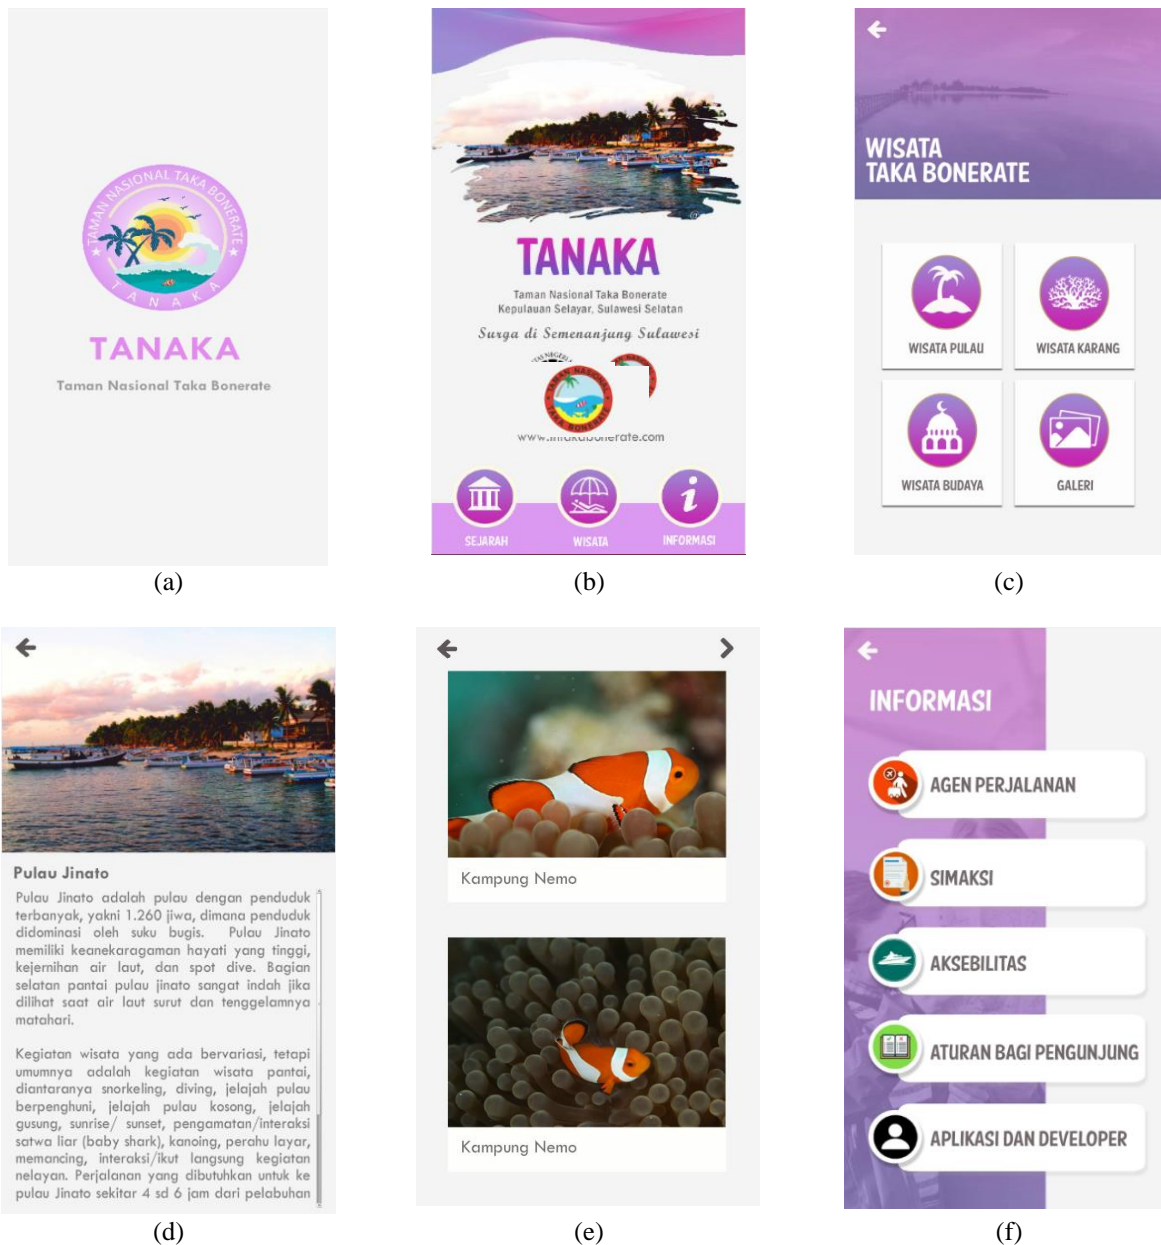 TAMAN NASIONAL TAKA BONERATE
TANAKA
TANAKA
Taman Nasional Taka Bonerate
(a)
TANAKA
Taman Nasional Taka Bonerate
Kepulauan Selayar, Sulawesi Selatan
Surga di Semenanjung Sulawesi
TAMAN NASIONAL
TAKA BONERATE
SEJARAH
WISATA
INFORMASI
(b)
WISATA
TAKA BONERATE
WISATA PULAU
WISATA KARANG
WISATA BUDAYA
GALERI
(c)
Pulau Jinato
Pulau Jinato adalah pulau dengan penduduk
terbanyak, yakni 1.260 jiwa, dimana penduduk
didominasi oleh suku bugis. Pulau Jinato
memiliki keanekaragaman hayati yang tinggi,
kejernihan air laut, dan spot dive. Bagian
selatan pantai pulau jinato sangat indah jika
dilihat saat air laut surut dan tenggelamnya
matahari.
Kegiatan wisata yang ada bervariasi, tetapi
umumnya adalah kegiatan wisata pantai,
diantaranya snorkeling, diving, jelajah pulau
berpenghuni, jelajah pulau kosong, jelajah
gusung, sunrise/ sunset, pengamatan/interaksi
satwa liar (baby shark), kanoing, perahu layar,
memancing, interaksi/ikut langsung kegiatan
nelayan. Perjalanan yang dibutuhkan untuk ke
pulau Jinato sekitar 4 sd 6 jam dari pelabuhan
(d)
Kampung Nemo
Kampung Nemo
(e)
INFORMASI
AGEN PERJALANAN
SIMAKSI
AKSEBILITAS
ATURAN BAGI PENGUNJUNG
APLIKASI DAN DEVELOPER
(f)